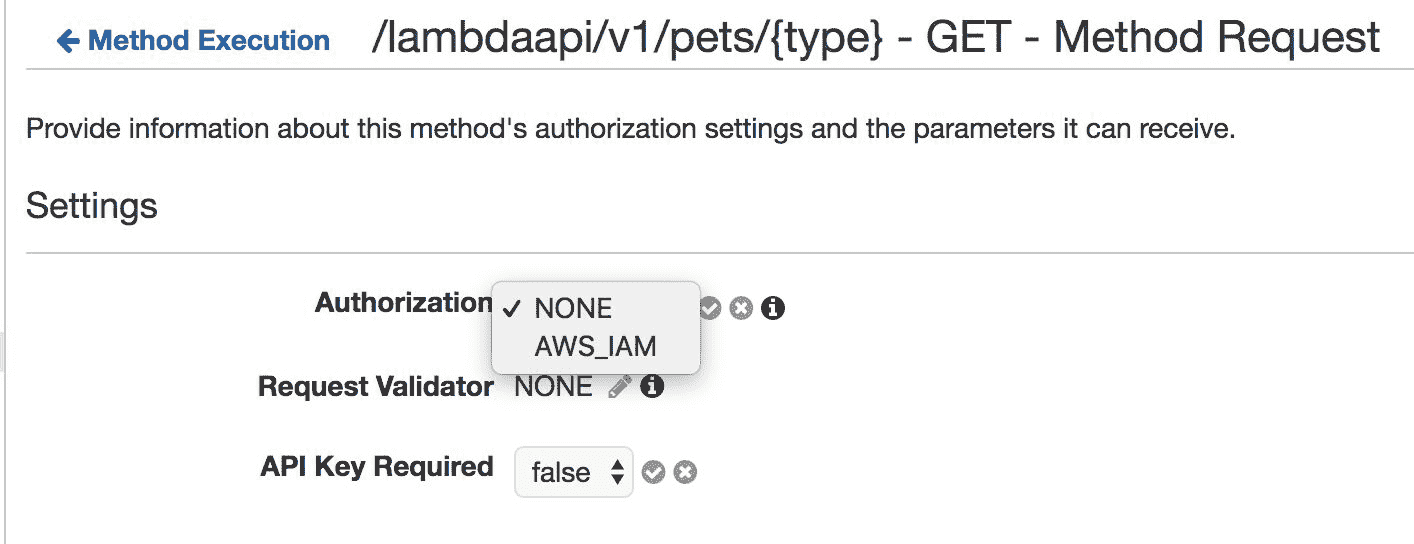 Method Execution /lambdaapi/v1/pets/{type} - GET - Method Request
Provide information about this method's authorization settings and the parameters it can receive.
Settings
Authorization NONE
AWS_IAM
Request Validator NONE
API Key Required false